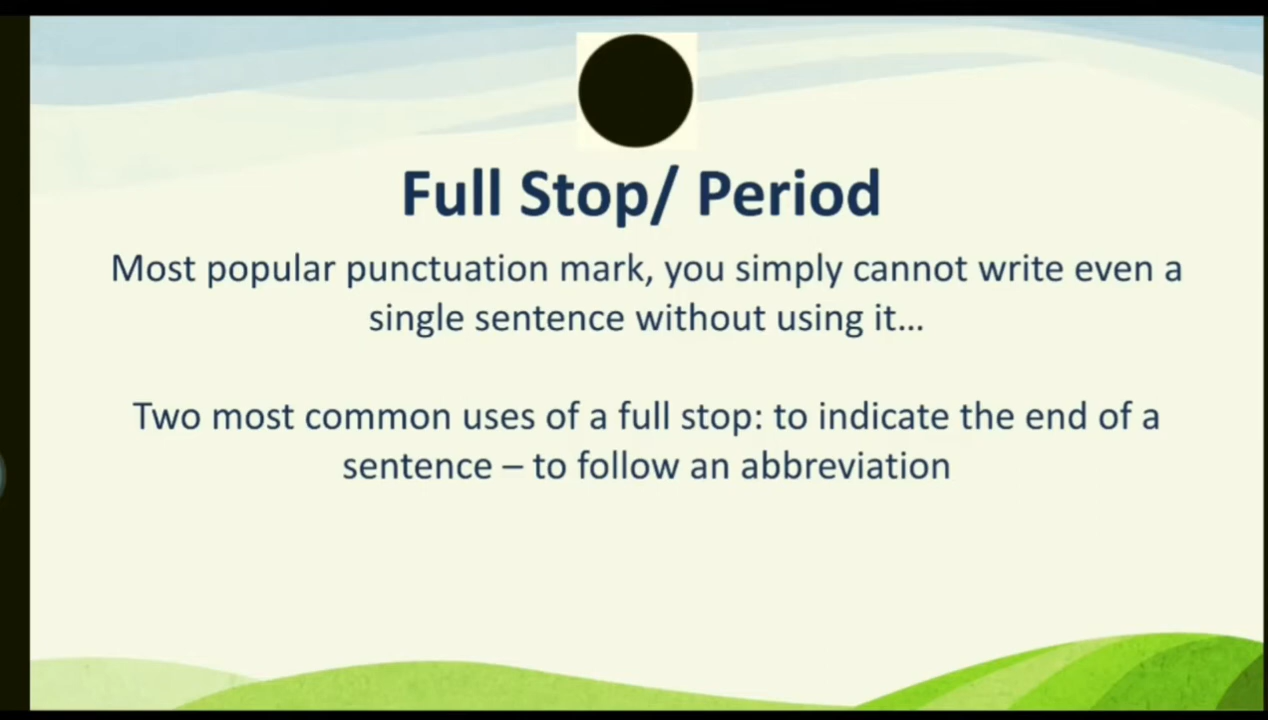 Full Stop/ Period
Most popular punctuation mark, you simply cannot write even a
single sentence without using it...
Two most common uses of a full stop: to indicate the end of a
sentence – to follow an abbreviation